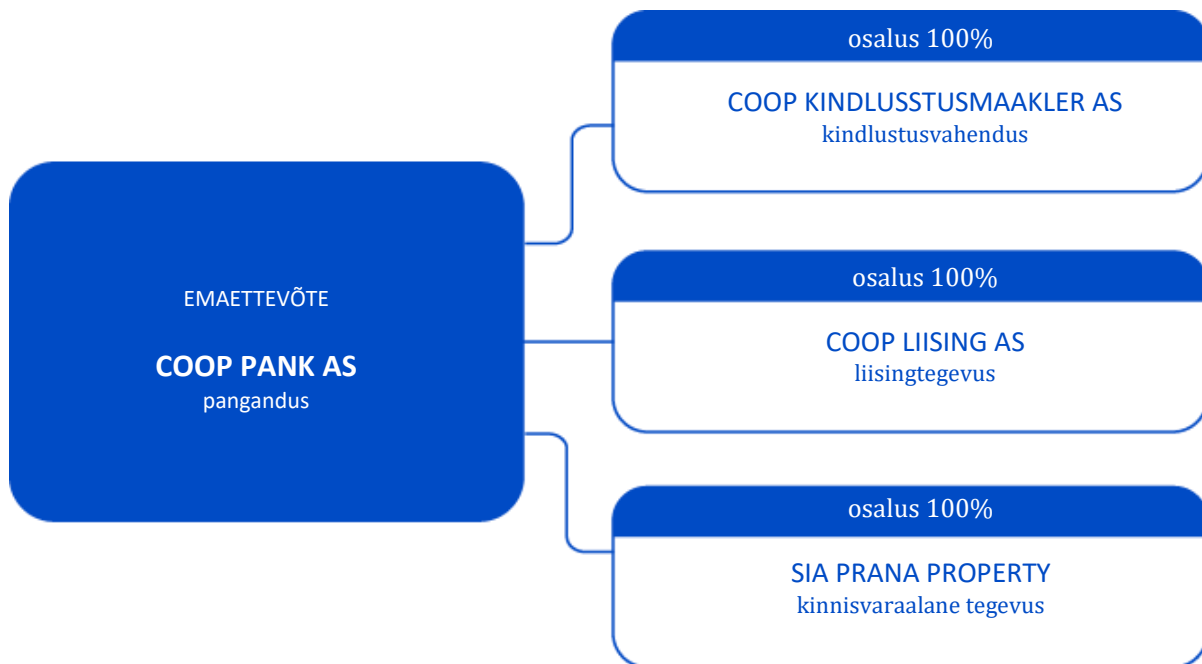 EMAETTEVÕTE
COOP PANK AS
pangandus
osalus 100%
COOP KINDLUSSTUSMAAKLER AS
kindlustusvahendus
osalus 100%
COOP LIISING AS
liisingtegevus
osalus 100%
SIA PRANA PROPERTY
kinnisvaraalane tegevus